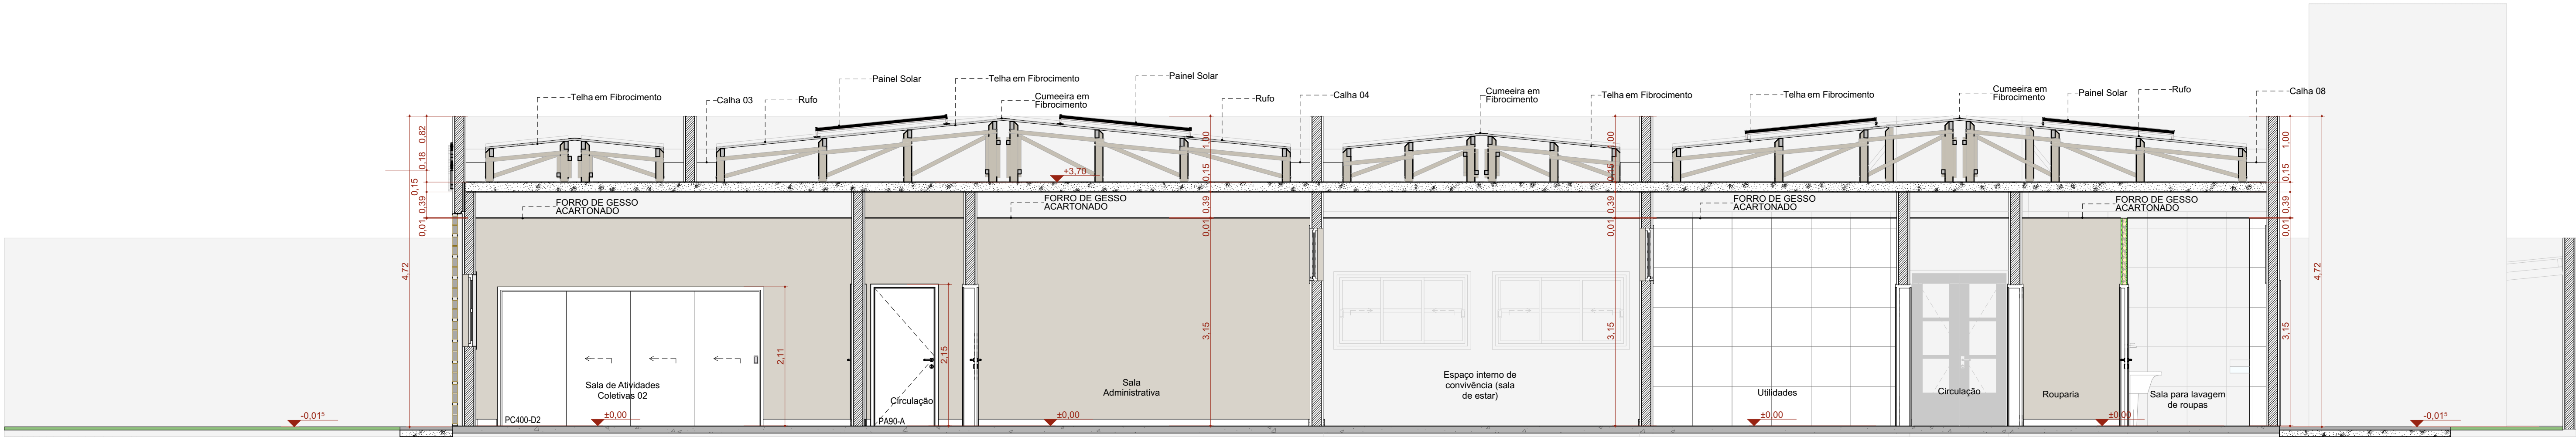 Painel Solar
Telha em Fibrocimento
Painel Solar
Telha em Fibrocimento
Calha 03
Rufo
Cumeeira em
Fibrocimento
Rufo
Calha 04
Cumeeira em
Fibrocimento
Telha em Fibrocimento
Telha em Fibrocimento
Cumeeira em
Fibrocimento
Painel Solar
Rufo
Calha 08
0,82
0,18
0,15
0,39
0,01
4,72
1,00
0,15
0,39
0,01
3,15
+3,70
1,00
0,15
0,39
0,01
3,15
1,00
0,15
0,39
0,01
3,15
4,72
FORRO DE GESSO
ACARTONADO
FORRO DE GESSO
ACARTONADO
FORRO DE GESSO
ACARTONADO
FORRO DE GESSO
ACARTONADO
2,11
2,15
Sala de Atividades
Coletivas 02
Circulação
Sala
Administrativa
Espaço interno de
convivência (sala
de estar)
Utilidades
Circulação
Rouparia
Sala para lavagem
de roupas
-0,01⁵
PC400-D2
±0,00
PA90-A
±0,00
±0,00
±0,00
-0,01⁵